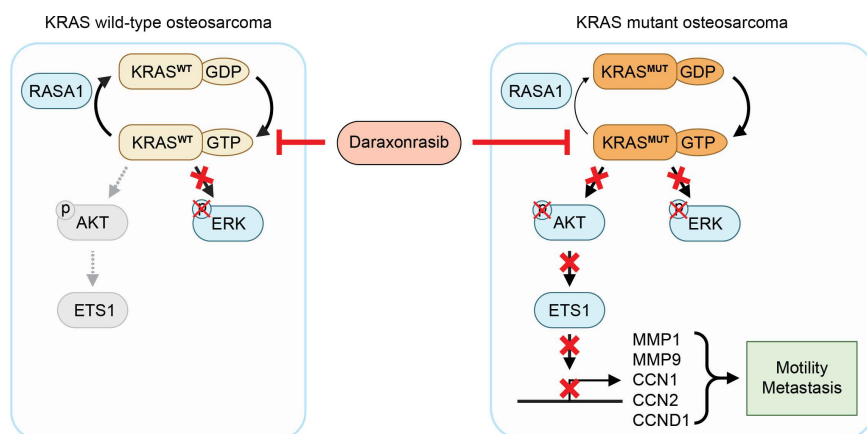 KRAS wild-type osteosarcoma
KRAS mutant osteosarcoma
RASA1
KRASWT GDP
KRASWT GTP
p
AKT
p
ERK
ETS1
Daraxonrasib
RASA1
KRASMUT GDP
KRASMUT GTP
p
AKT
p
ERK
ETS1
MMP1
MMP9
CCN1
CCN2
CCND1
Motility
Metastasis